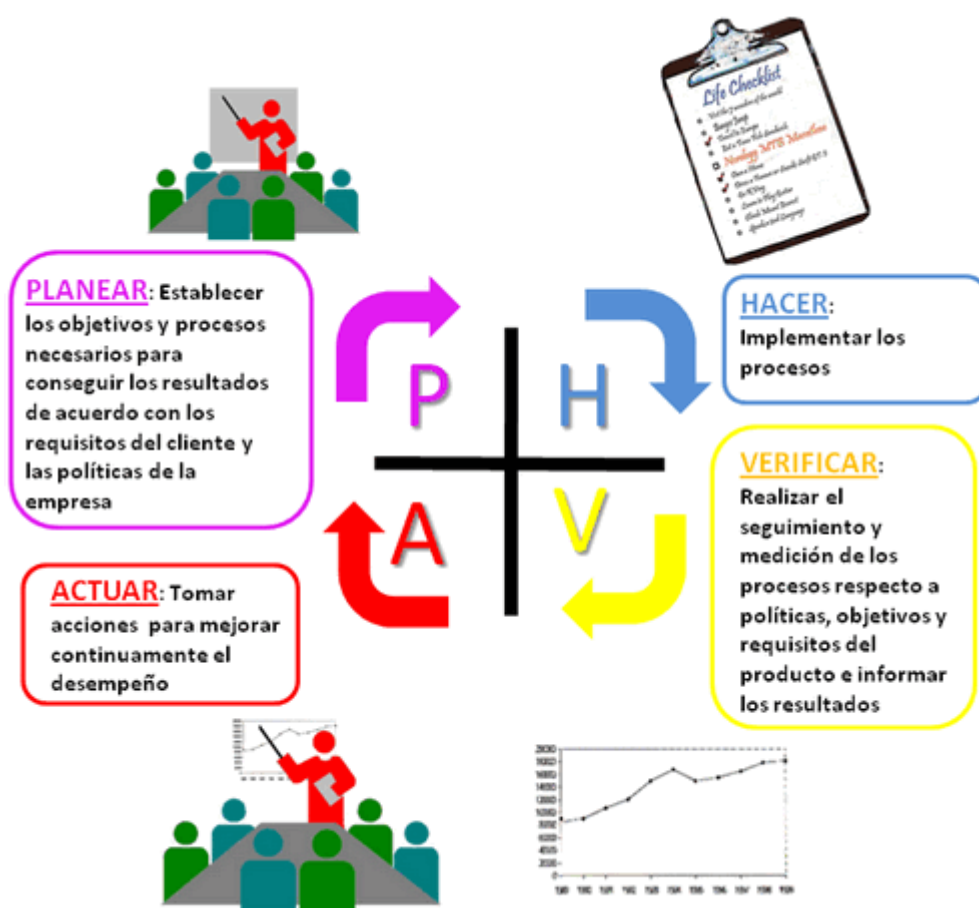 Life Checklist
PLANEAR: Establecer
los objetivos y procesos
necesarios para
conseguir los resultados
de acuerdo con los
requisitos del cliente y
las políticas de la
empresa
P
H
HACER:
Implementar los
procesos
A
V
VERIFICAR:
Realizar el
seguimiento y
medición de los
procesos respecto a
políticas, objetivos y
requisitos del
producto e informar
los resultados
ACTUAR: Tomar
acciones para mejorar
continuamente el
desempeño